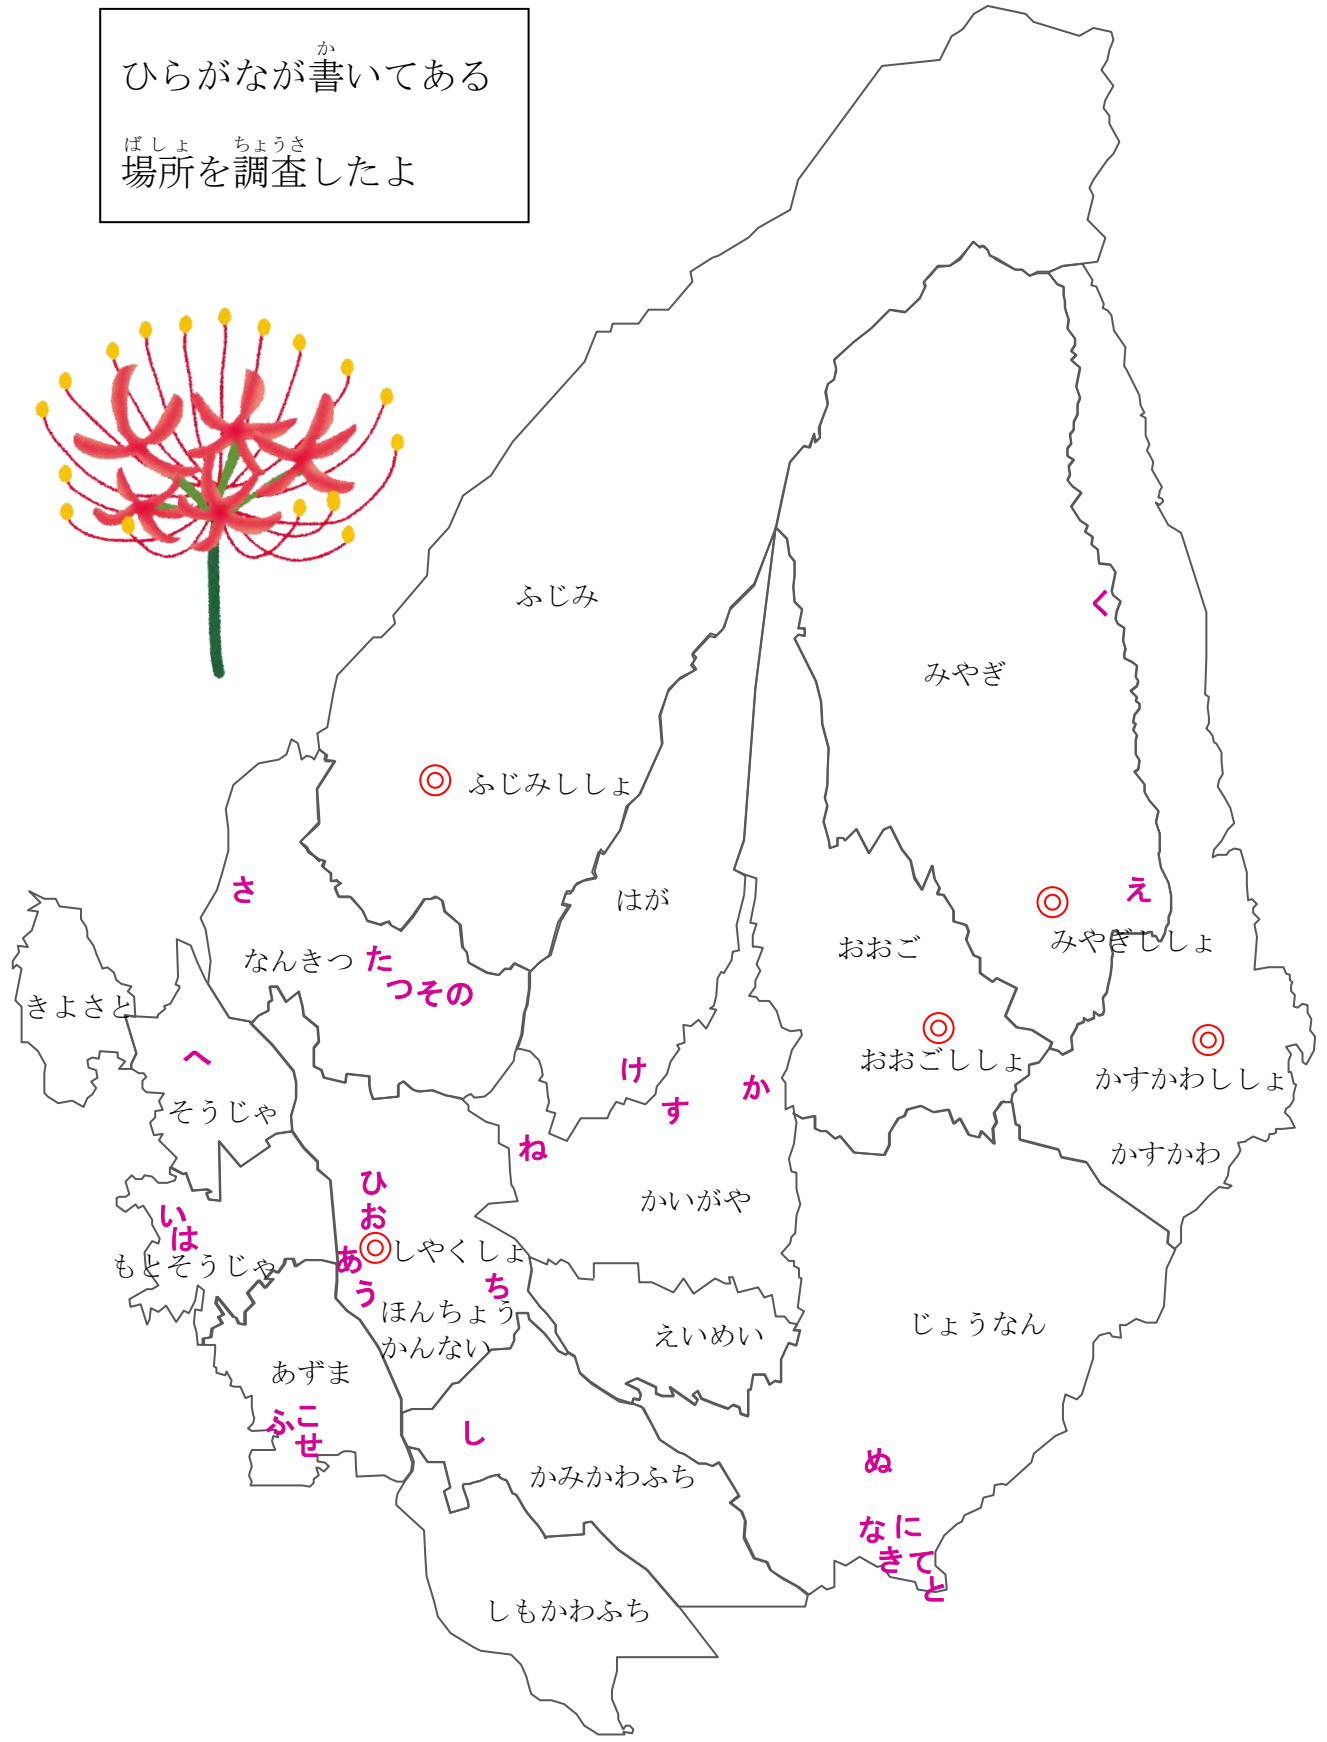 ひらがなが書いてある
か
場所を調査したよ
ばしょ ちょうさ
ふじみ
く
みやぎ
ふじみししょ
さ
はが
え
おおご
みやぎししょ
なんきつ
た
つその
きよさと
へ
け
か
おおごししょ
かすかわししょ
す
そうじゃ
ね
かすかわ
ひ
かいがや
い
お
は
しやくしょ
もとそうじゃ
あ
う
ち
ほんちょう
かんない
えいめい
じょうなん
あずま
ふこ
せ
し
かみかわふち
ぬ
なに
きて
と
しもかわふち